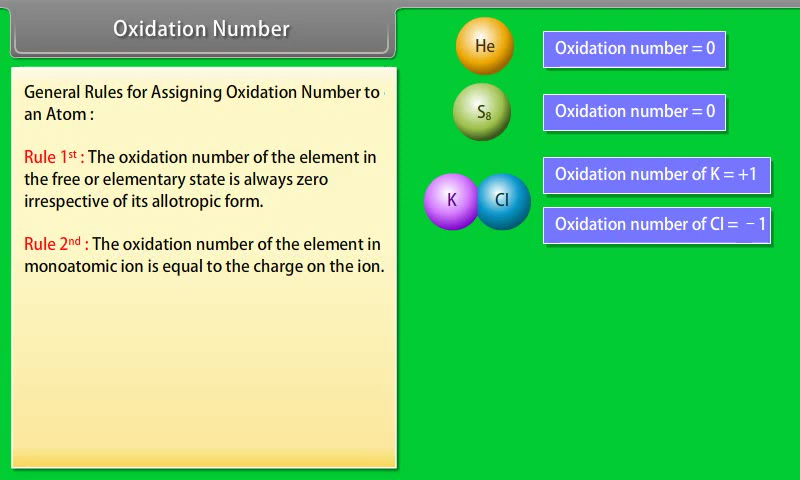 Oxidation Number
General Rules for Assigning Oxidation Number to
an Atom :
Rule 1st : The oxidation number of the element in
the free or elementary state is always zero
irrespective of its allotropic form.
Rule 2nd : The oxidation number of the element in
monoatomic ion is equal to the charge on the ion.
He
Oxidation number = 0
S8
Oxidation number = 0
K Cl
Oxidation number of K = +1
Oxidation number of Cl = – 1